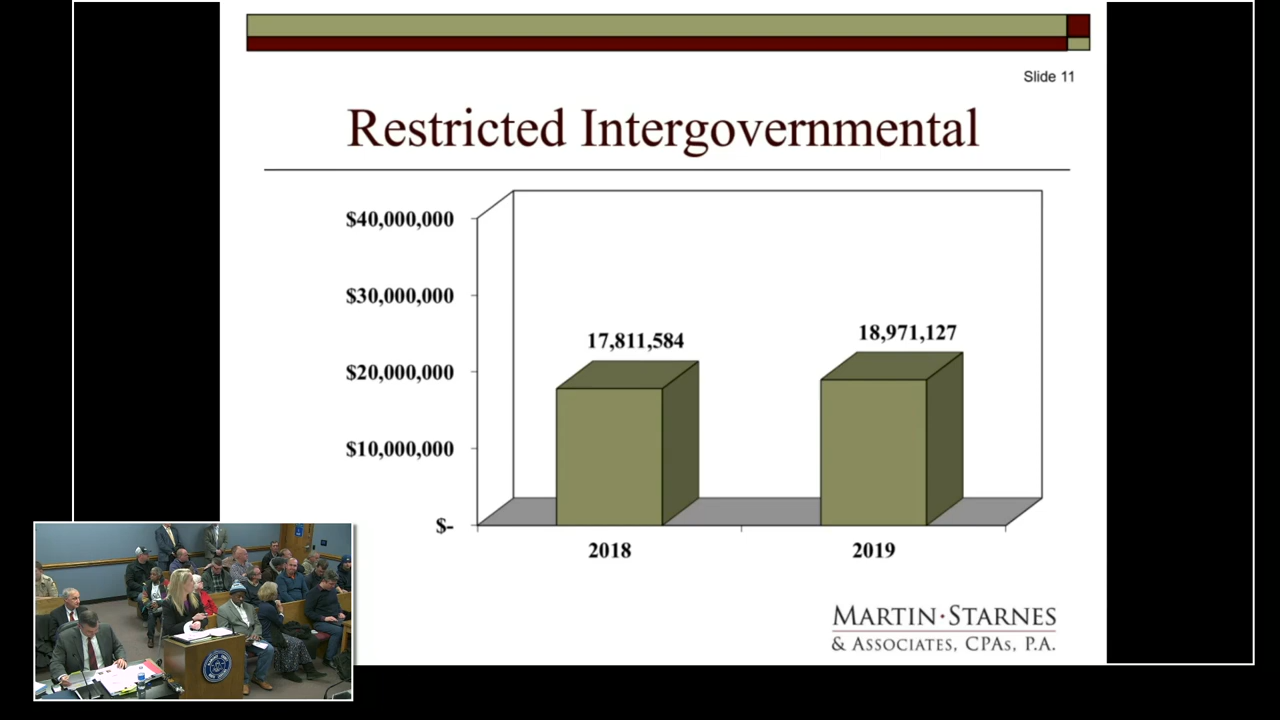 Slide 11
Restricted Intergovernmental
$40,000,000
$30,000,000
$20,000,000
$10,000,000
$-
17,811,584
18,971,127
2018
2019
MARTIN·STARNES
& ASSOCIATES, CPAs, P.A.